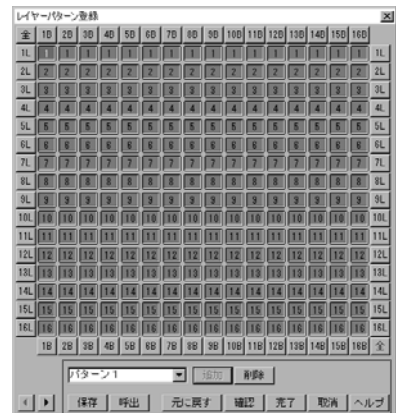 レイヤーパターン登録
全 1B 2B 3B 4B 5B 6B 7B 8B 9B 10B 11B 12B 13B 14B 15B 16B
1L 1 1 1 1 1 1 1 1 1 1 1 1 1 1 1 1 1L
2L 2 2 2 2 2 2 2 2 2 2 2 2 2 2 2 2 2L
3L 3 3 3 3 3 3 3 3 3 3 3 3 3 3 3 3 3L
4L 4 4 4 4 4 4 4 4 4 4 4 4 4 4 4 4 4L
5L 5 5 5 5 5 5 5 5 5 5 5 5 5 5 5 5 5L
6L 6 6 6 6 6 6 6 6 6 6 6 6 6 6 6 6 6L
7L 7 7 7 7 7 7 7 7 7 7 7 7 7 7 7 7 7L
8L 8 8 8 8 8 8 8 8 8 8 8 8 8 8 8 8 8L
9L 9 9 9 9 9 9 9 9 9 9 9 9 9 9 9 9 9L
10L 10 10 10 10 10 10 10 10 10 10 10 10 10 10 10 10 10L
11L 11 11 11 11 11 11 11 11 11 11 11 11 11 11 11 11 11L
12L 12 12 12 12 12 12 12 12 12 12 12 12 12 12 12 12 12L
13L 13 13 13 13 13 13 13 13 13 13 13 13 13 13 13 13 13L
14L 14 14 14 14 14 14 14 14 14 14 14 14 14 14 14 14 14L
15L 15 15 15 15 15 15 15 15 15 15 15 15 15 15 15 15 15L
16L 16 16 16 16 16 16 16 16 16 16 16 16 16 16 16 16 16L
1B 2B 3B 4B 5B 6B 7B 8B 9B 10B 11B 12B 13B 14B 15B 16B 全
パターン1 追加 削除
保存 呼出 元に戻す 確認 完了 取消 ヘルプ